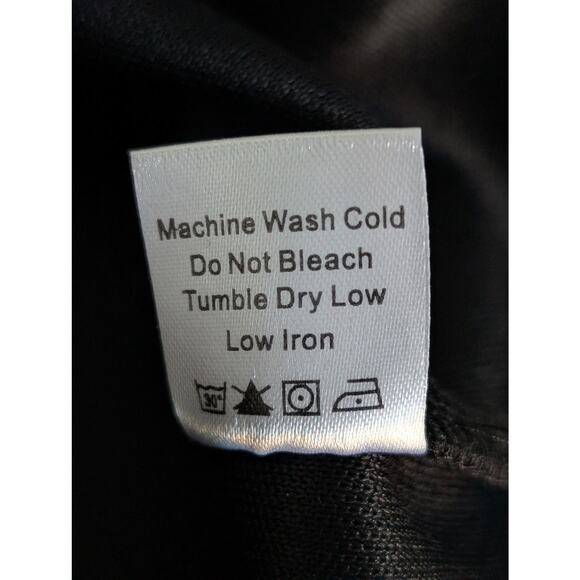 Machine Wash Cold
Do Not Bleach
Tumble Dry Low
Low Iron
30°